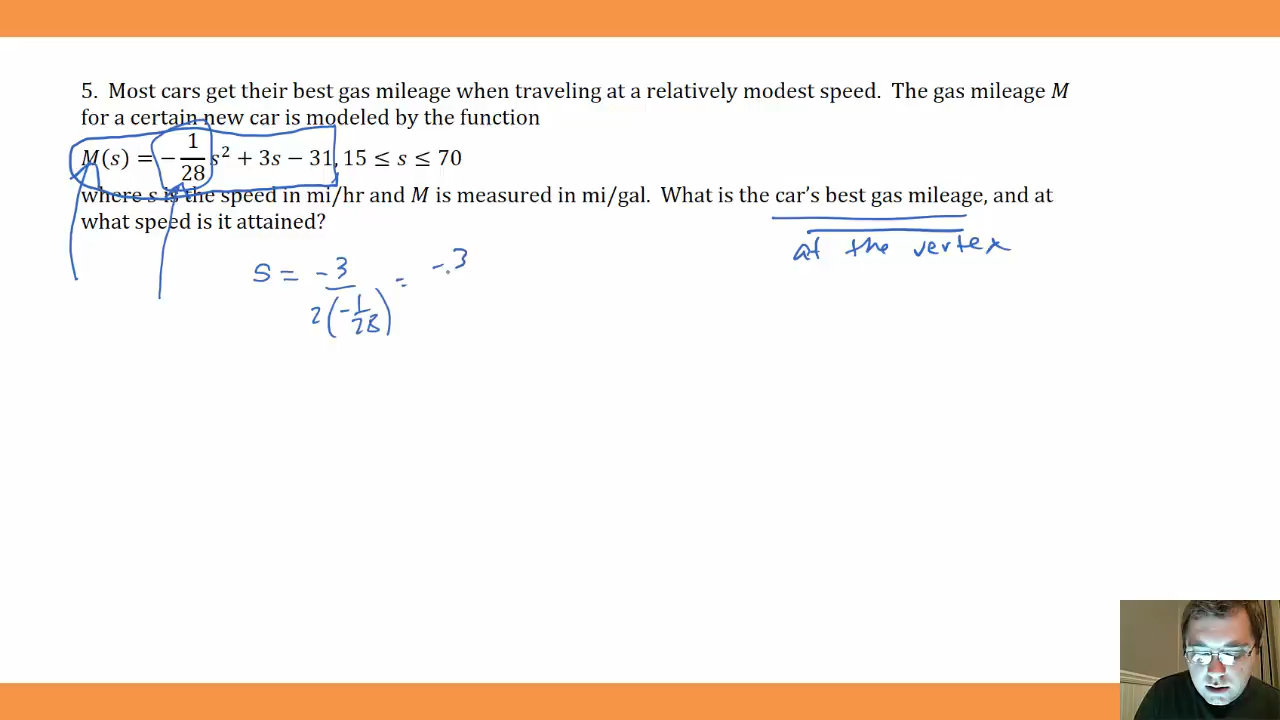 5. Most cars get their best gas mileage when traveling at a relatively modest speed. The gas mileage M
for a certain new car is modeled by the function
M(s) = −1/28 s² + 3s − 31, 15 ≤ s ≤ 70
where s is the speed in mi/hr and M is measured in mi/gal. What is the car's best gas mileage, and at
what speed is it attained?
at the vertex
s = -3/2(-1/28) = -3